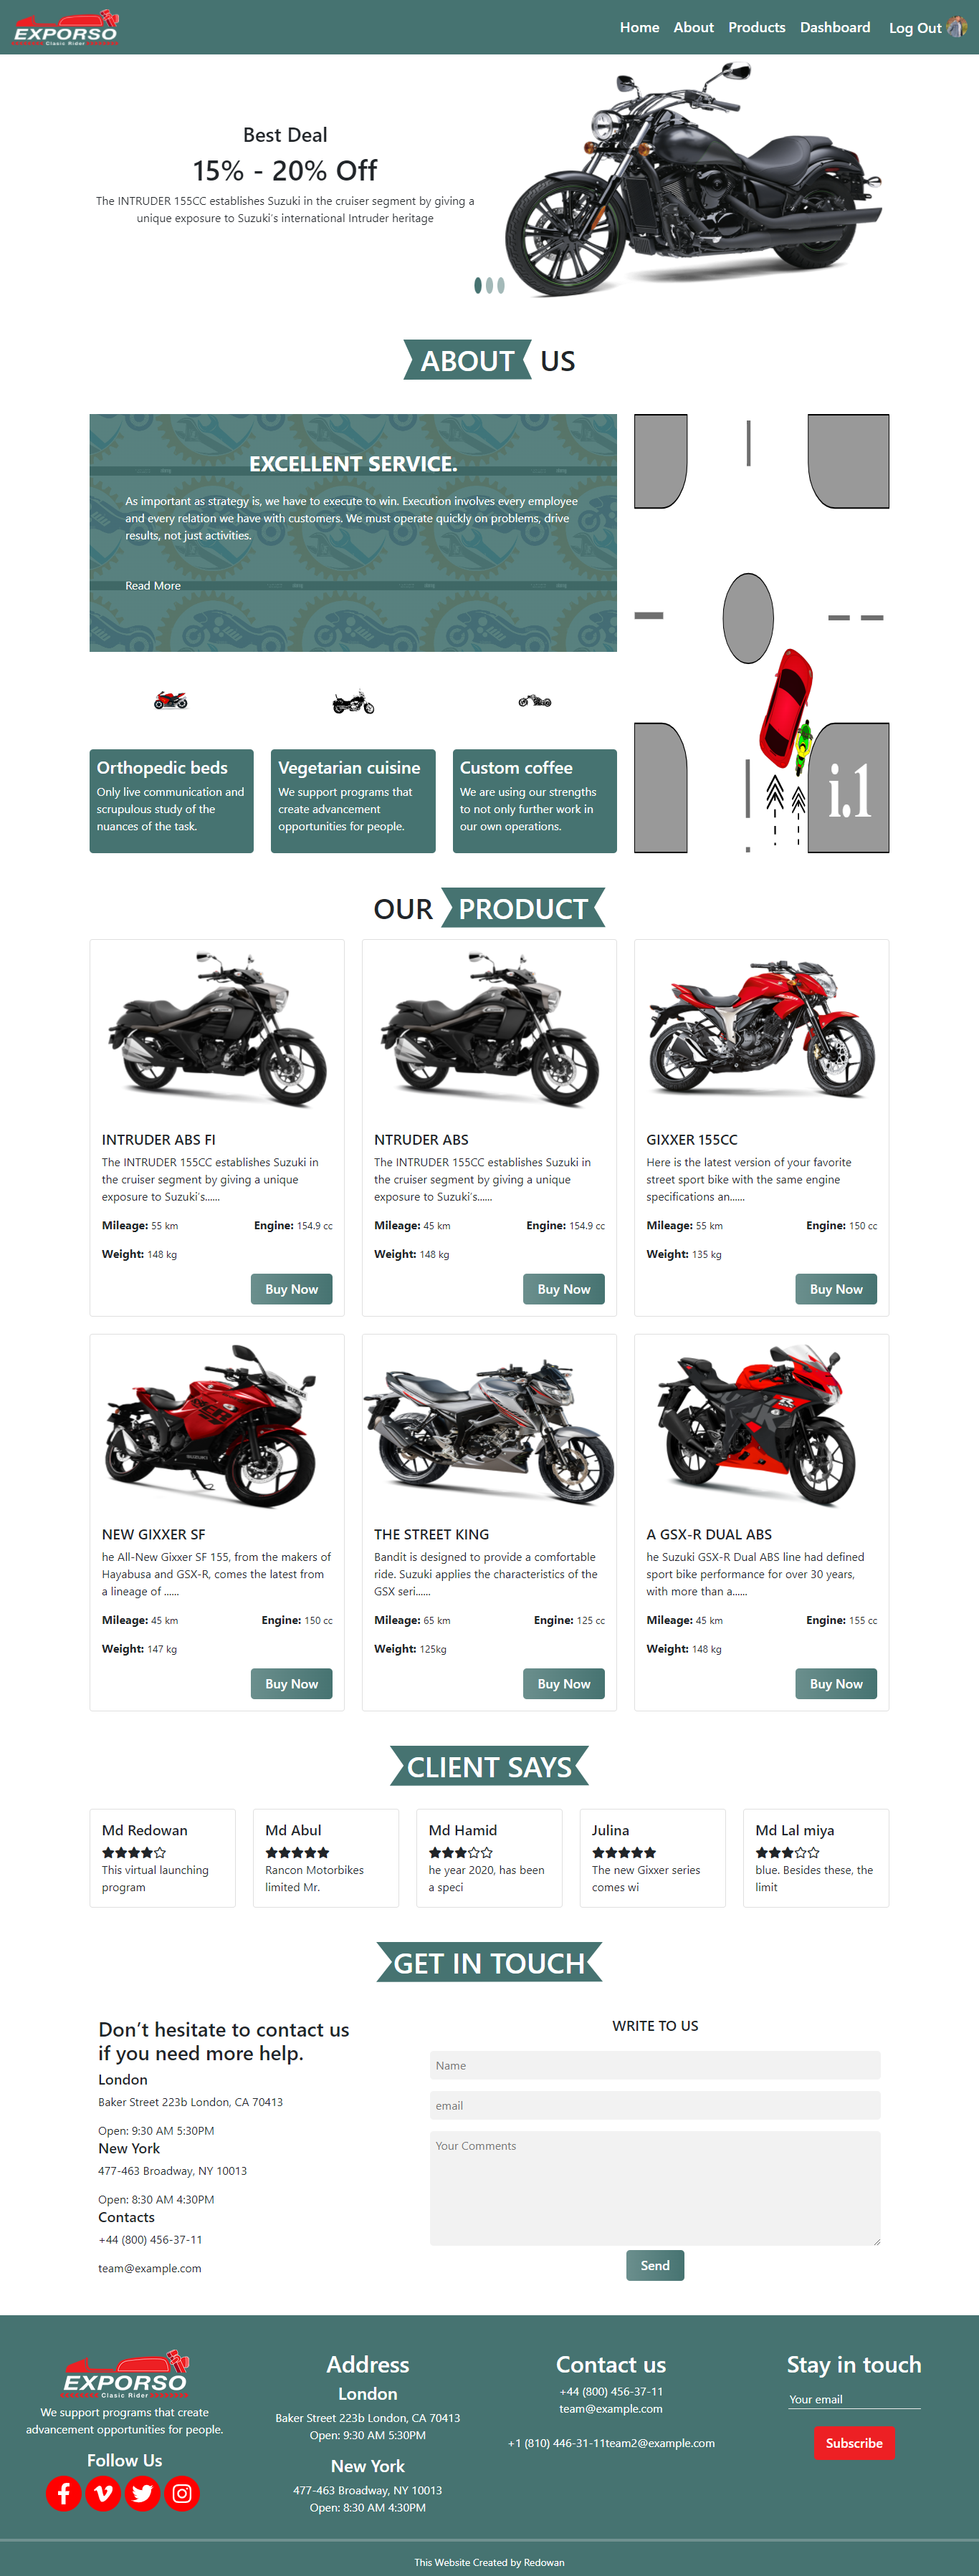 EXPORSO
Clasic Rider
Home About Products Dashboard Log Out
Best Deal
15% - 20% Off
The INTRUDER 155CC establishes Suzuki in the cruiser segment by giving a
unique exposure to Suzuki's international Intruder heritage
ABOUT US
EXCELLENT SERVICE.
As important as strategy is, we have to execute to win. Execution involves every employee
and every relation we have with customers. We must operate quickly on problems, drive
results, not just activities.
Read More
Orthopedic beds
Only live communication and
scrupulous study of the
nuances of the task.
Vegetarian cuisine
We support programs that
create advancement
opportunities for people.
Custom coffee
We are using our strengths
to not only further work in
our own operations.
i.1
OUR PRODUCT
INTRUDER ABS FI
The INTRUDER 155CC establishes Suzuki in
the cruiser segment by giving a unique
exposure to Suzuki's......
Mileage: 55 km Engine: 154.9 cc
Weight: 148 kg
Buy Now
NTRUDER ABS
The INTRUDER 155CC establishes Suzuki in
the cruiser segment by giving a unique
exposure to Suzuki's......
Mileage: 45 km Engine: 154.9 cc
Weight: 148 kg
Buy Now
GIXXER 155CC
Here is the latest version of your favorite
street sport bike with the same engine
specifications an......
Mileage: 55 km Engine: 150 cc
Weight: 135 kg
Buy Now
NEW GIXXER SF
he All-New Gixxer SF 155, from the makers of
Hayabusa and GSX-R, comes the latest from
a lineage of ......
Mileage: 45 km Engine: 150 cc
Weight: 147 kg
Buy Now
THE STREET KING
Bandit is designed to provide a comfortable
ride. Suzuki applies the characteristics of the
GSX seri......
Mileage: 65 km Engine: 125 cc
Weight: 125kg
Buy Now
A GSX-R DUAL ABS
he Suzuki GSX-R Dual ABS line had defined
sport bike performance for over 30 years,
with more than a......
Mileage: 45 km Engine: 155 cc
Weight: 148 kg
Buy Now
CLIENT SAYS
Md Redowan
This virtual launching
program
Md Abul
Rancon Motorbikes
limited Mr.
Md Hamid
he year 2020, has been
a speci
Julina
The new Gixxer series
comes wi
Md Lal miya
blue. Besides these, the
limit
GET IN TOUCH
Don't hesitate to contact us
if you need more help.
London
Baker Street 223b London, CA 70413
Open: 9:30 AM 5:30PM
New York
477-463 Broadway, NY 10013
Open: 8:30 AM 4:30PM
Contacts
+44 (800) 456-37-11
team@example.com
WRITE TO US
Name
email
Your Comments
Send
EXPORSO
Clasic Rider
We support programs that create
advancement opportunities for people.
Follow Us
Address
London
Baker Street 223b London, CA 70413
Open: 9:30 AM 5:30PM
New York
477-463 Broadway, NY 10013
Open: 8:30 AM 4:30PM
Contact us
+44 (800) 456-37-11
team@example.com
+1 (810) 446-31-11team2@example.com
Stay in touch
Your email
Subscribe
This Website Created by Redowan